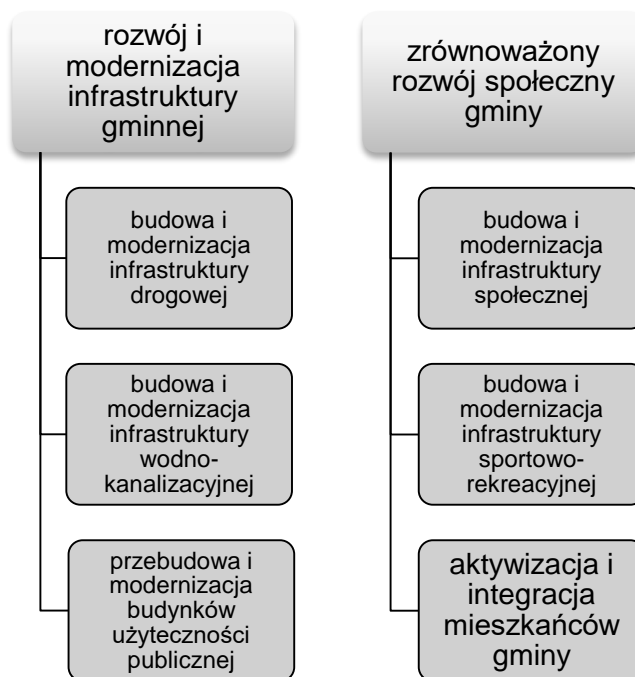 rozwój i
modernizacja
infrastruktury
gminnej
budowa i
modernizacja
infrastruktury
drogowej
budowa i
modernizacja
infrastruktury
wodno-
kanalizacyjnej
przebudowa i
modernizacja
budynków
użyteczności
publicznej
zrównoważony
rozwój społeczny
gminy
budowa i
modernizacja
infrastruktury
społecznej
budowa i
modernizacja
infrastruktury
sportowo-
rekreacyjnej
aktywizacja i
integracja
mieszkańców
gminy